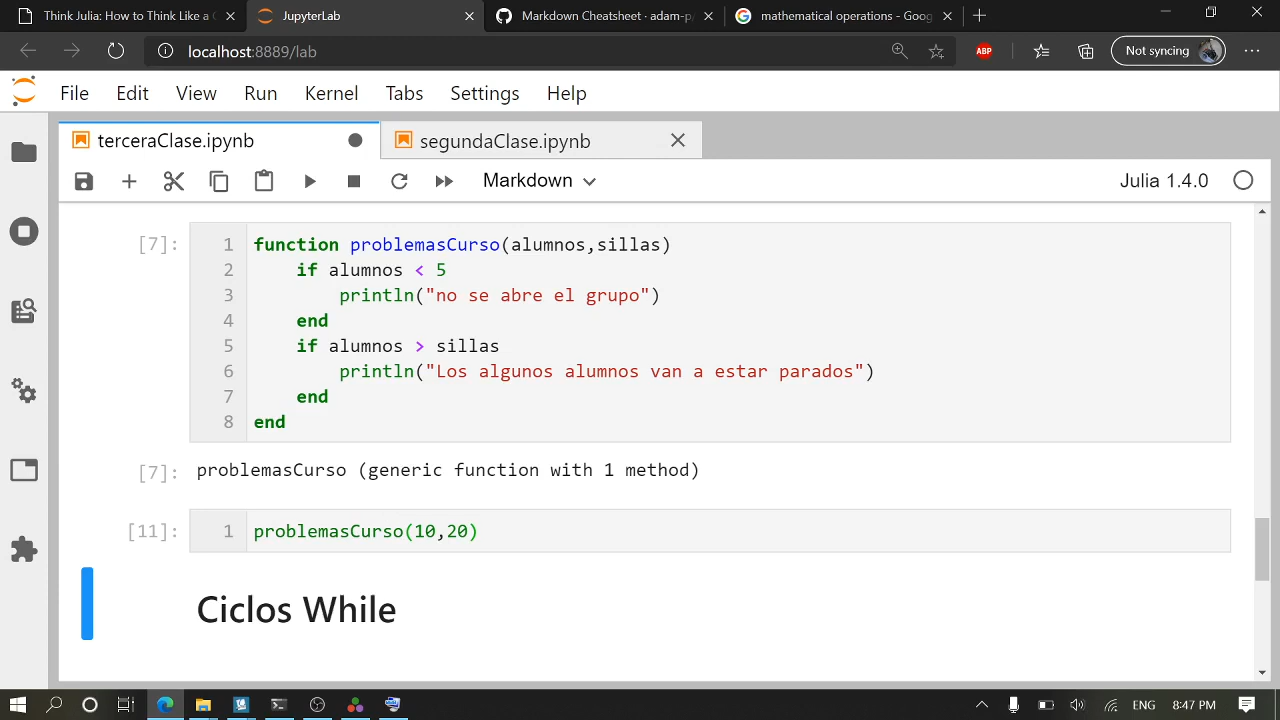 Think Julia: How to Think Like a C
JupyterLab
Markdown Cheatsheet · adam-p
mathematical operations - Goog
localhost:8889/lab
ABP
Not syncing
File Edit View Run Kernel Tabs Settings Help
terceraClase.ipynb
segundaClase.ipynb
Markdown
Julia 1.4.0
[7]:
1 function problemasCurso(alumnos,sillas)
2 if alumnos < 5
3 println("no se abre el grupo")
4 end
5 if alumnos > sillas
6 println("Los algunos alumnos van a estar parados")
7 end
8 end
[7]: problemasCurso (generic function with 1 method)
[11]: 1 problemasCurso(10,20)
Ciclos While
ENG 8:47 PM